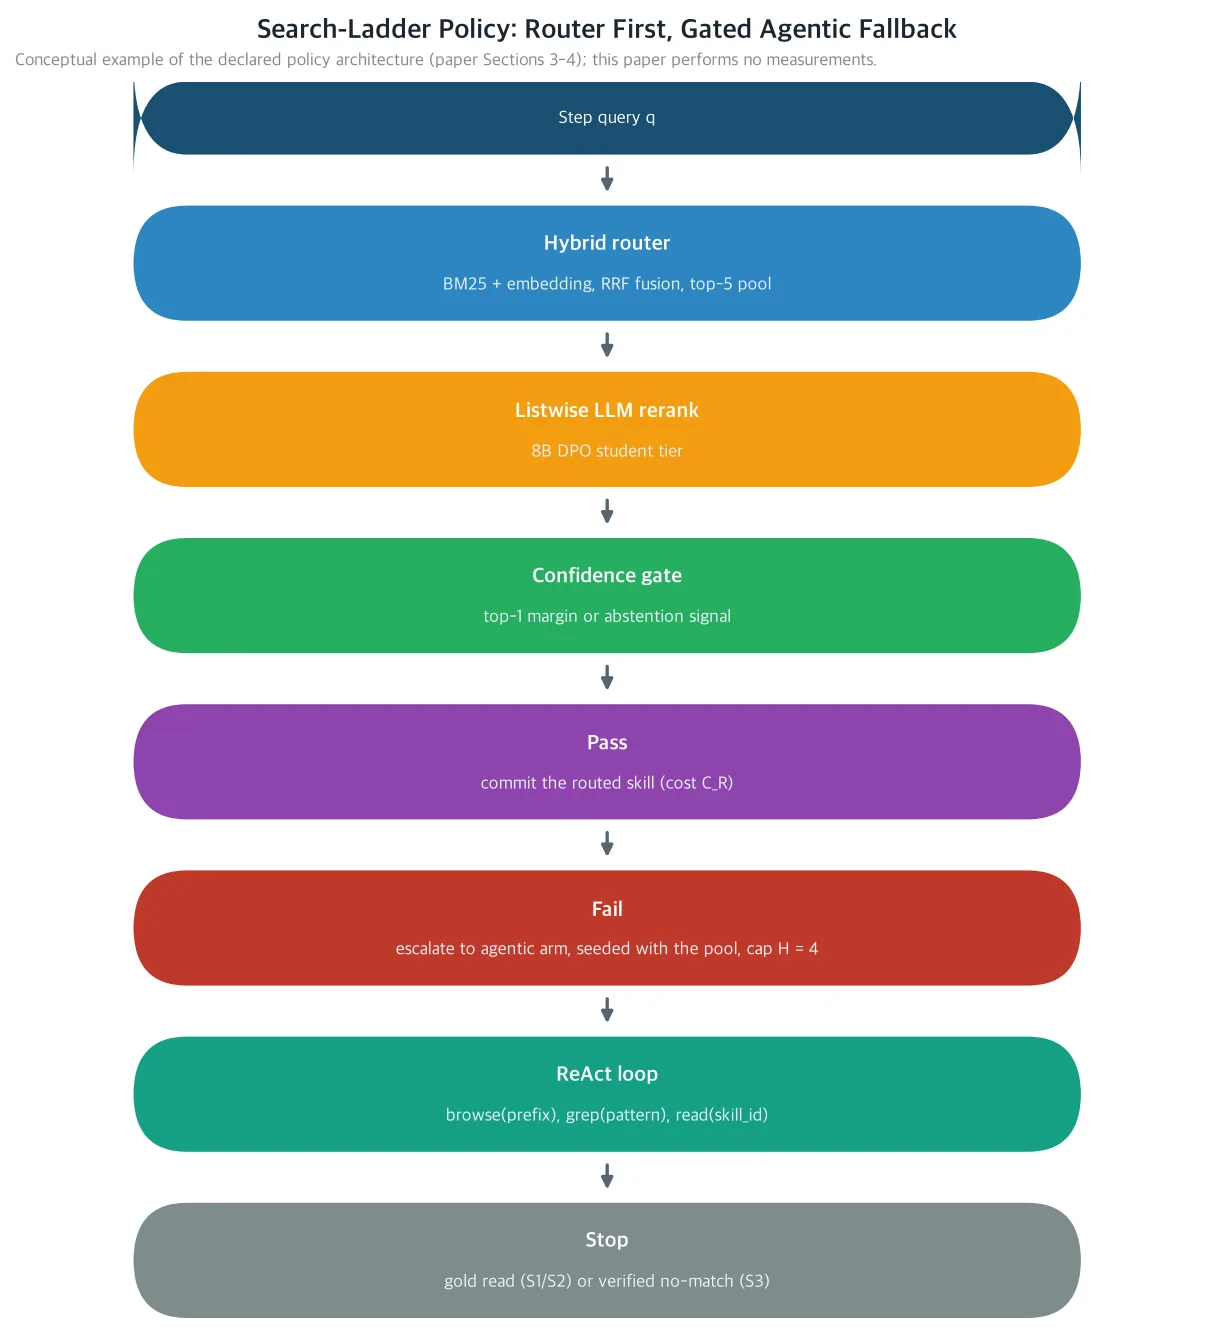 Search-Ladder Policy: Router First, Gated Agentic Fallback
Conceptual example of the declared policy architecture (paper Sections 3-4); this paper performs no measurements.
Step query q
Hybrid router
BM25 + embedding, RRF fusion, top-5 pool
Listwise LLM rerank
8B DPO student tier
Confidence gate
top-1 margin or abstention signal
Pass
commit the routed skill (cost C_R)
Fail
escalate to agentic arm, seeded with the pool, cap H = 4
ReAct loop
browse(prefix), grep(pattern), read(skill_id)
Stop
gold read (S1/S2) or verified no-match (S3)